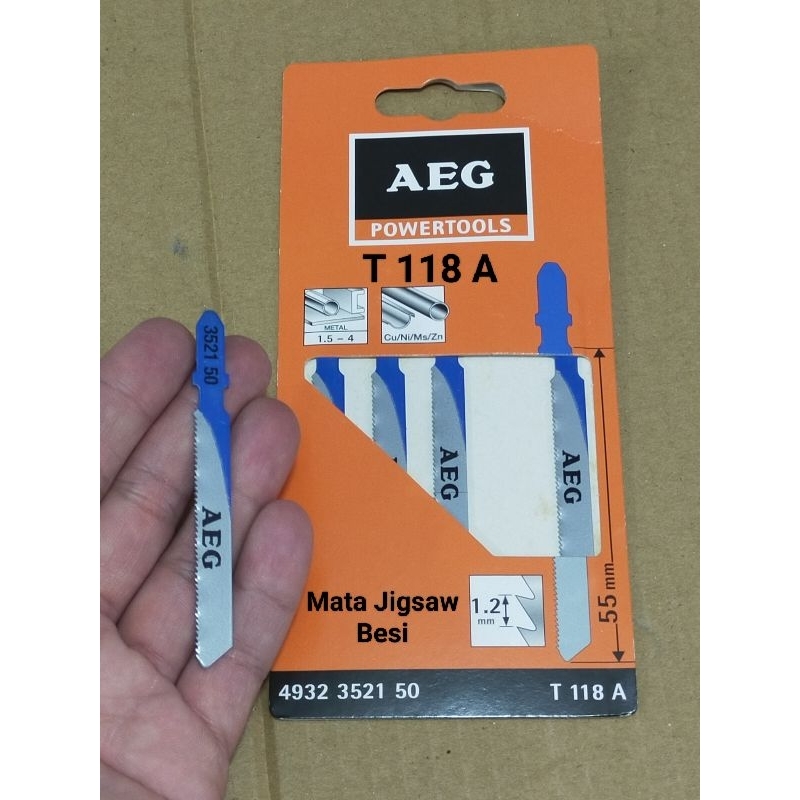 AEG
POWERTOOLS
T 118 A
METAL
1.5 – 4
Cu/Ni/Ms/Zn
3521 50
AEG
AEG
AEG
55 mm
1.2
mm
Mata Jigsaw
Besi
4932 3521 50
T 118 A